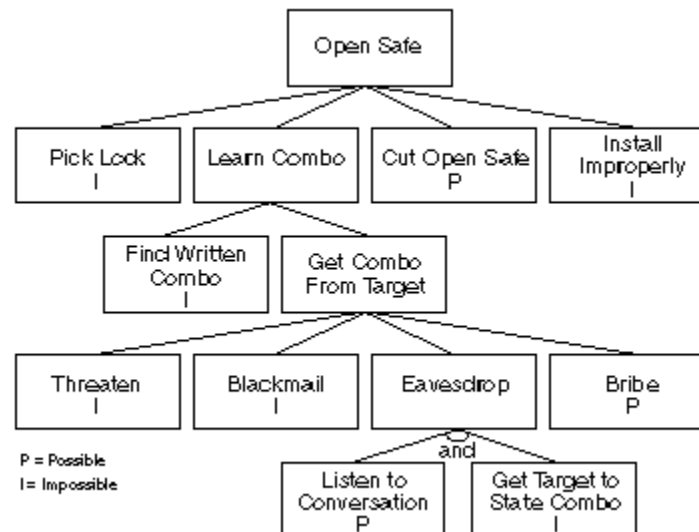 Open Safe
Pick Lock
I
Learn Combo
Cut Open Safe
P
Install
Improperly
I
Find Written
Combo
I
Get Combo
From Target
Threaten
I
Blackmail
I
Eavesdrop
Bribe
P
and
P = Possible
I = Impossible
Listen to
Conversation
P
Get Target to
State Combo
I